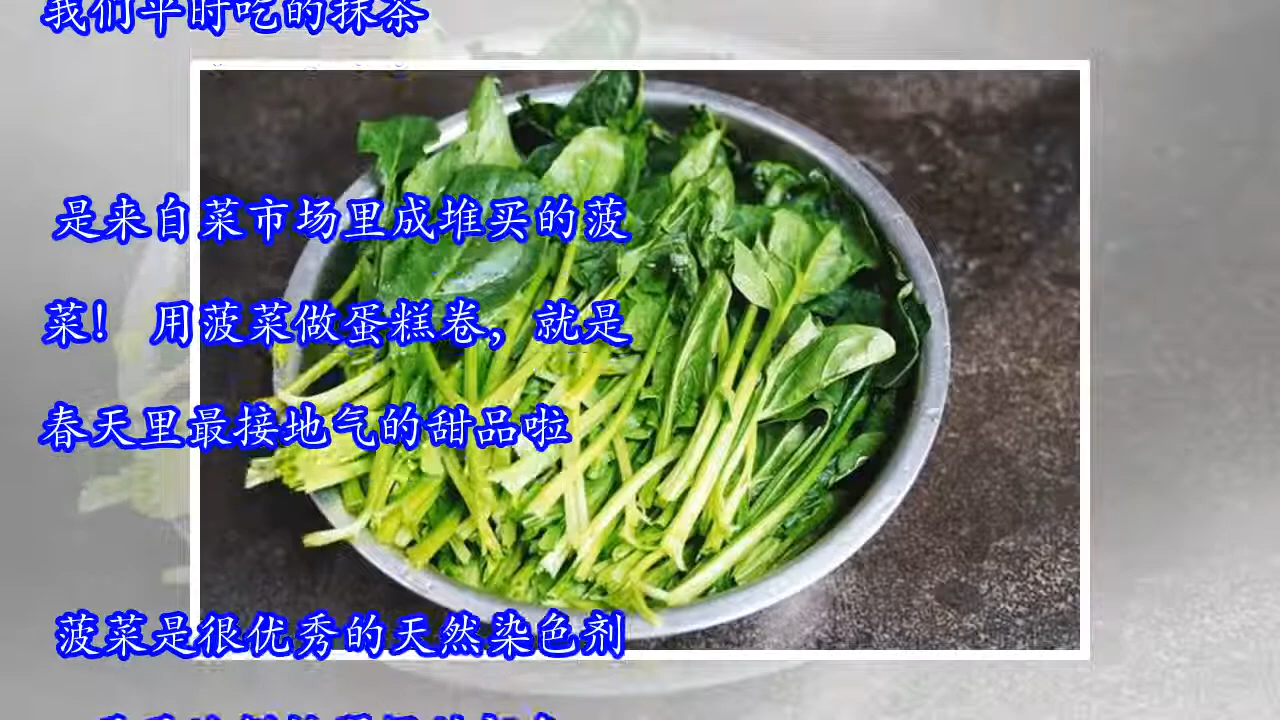 我们平时吃的抹茶
是来自菜市场里成堆买的菠
菜！ 用菠菜做蛋糕卷，就是
春天里最接地气的甜品啦
菠菜是很优秀的天然染色剂